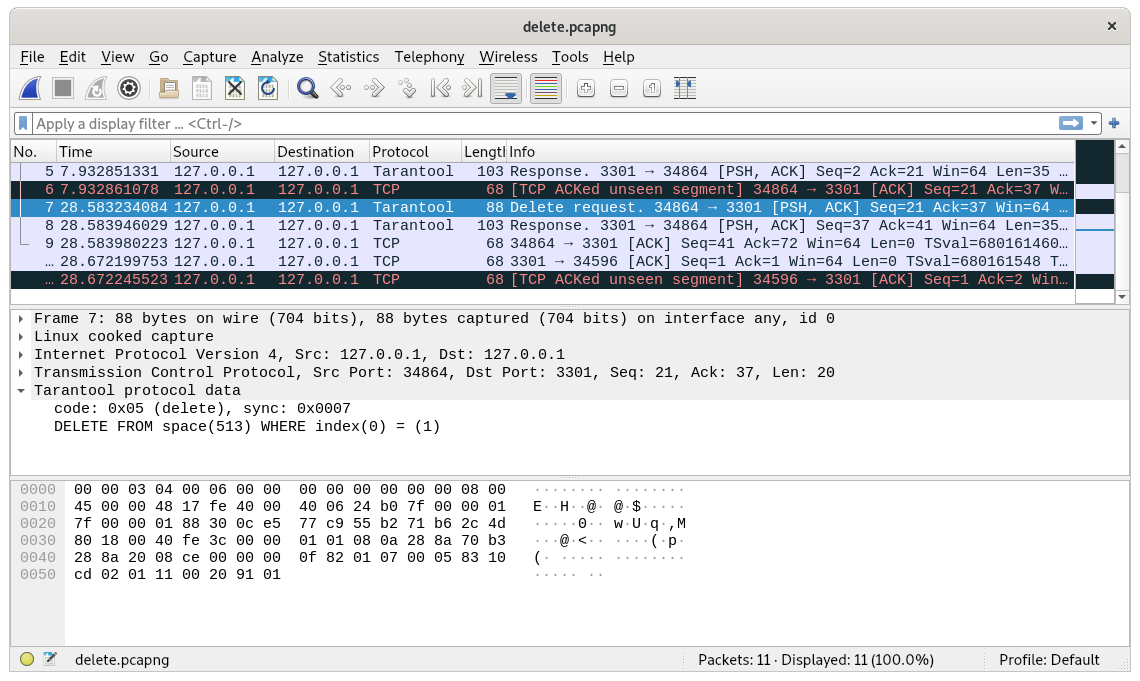 delete.pcapng
File Edit View Go Capture Analyze Statistics Telephony Wireless Tools Help
Apply a display filter … <Ctrl-/>
No. Time Source Destination Protocol Length Info
5 7.932851331 127.0.0.1 127.0.0.1 Tarantool 103 Response. 3301 → 34864 [PSH, ACK] Seq=2 Ack=21 Win=64 Len=35 …
6 7.932861078 127.0.0.1 127.0.0.1 TCP 68 [TCP ACKed unseen segment] 34864 → 3301 [ACK] Seq=21 Ack=37 W…
7 28.583234084 127.0.0.1 127.0.0.1 Tarantool 88 Delete request. 34864 → 3301 [PSH, ACK] Seq=21 Ack=37 Win=64 …
8 28.583946029 127.0.0.1 127.0.0.1 Tarantool 103 Response. 3301 → 34864 [PSH, ACK] Seq=37 Ack=41 Win=64 Len=35…
9 28.583980223 127.0.0.1 127.0.0.1 TCP 68 34864 → 3301 [ACK] Seq=41 Ack=72 Win=64 Len=0 TSval=680161460…
… 28.672199753 127.0.0.1 127.0.0.1 TCP 68 3301 → 34596 [ACK] Seq=1 Ack=1 Win=64 Len=0 TSval=680161548 T…
… 28.672245523 127.0.0.1 127.0.0.1 TCP 68 [TCP ACKed unseen segment] 34596 → 3301 [ACK] Seq=1 Ack=2 Win…
Frame 7: 88 bytes on wire (704 bits), 88 bytes captured (704 bits) on interface any, id 0
Linux cooked capture
Internet Protocol Version 4, Src: 127.0.0.1, Dst: 127.0.0.1
Transmission Control Protocol, Src Port: 34864, Dst Port: 3301, Seq: 21, Ack: 37, Len: 20
Tarantool protocol data
code: 0x05 (delete), sync: 0x0007
DELETE FROM space(513) WHERE index(0) = (1)
0000 00 00 03 04 00 06 00 00 00 00 00 00 00 00 08 00 ········ ········
0010 45 00 00 48 17 fe 40 00 40 06 24 b0 7f 00 00 01 E··H··@· @·$·····
0020 7f 00 00 01 88 30 0c e5 77 c9 55 b2 71 b6 2c 4d ·····0·· w·U·q·,M
0030 80 18 00 40 fe 3c 00 00 01 01 08 0a 28 8a 70 b3 ···@·<·· ····(·p·
0040 28 8a 20 08 ce 00 00 00 0f 82 01 07 00 05 83 10 (· ····· ········
0050 cd 02 01 11 00 20 91 01 ····· ··
delete.pcapng Packets: 11 · Displayed: 11 (100.0%) Profile: Default